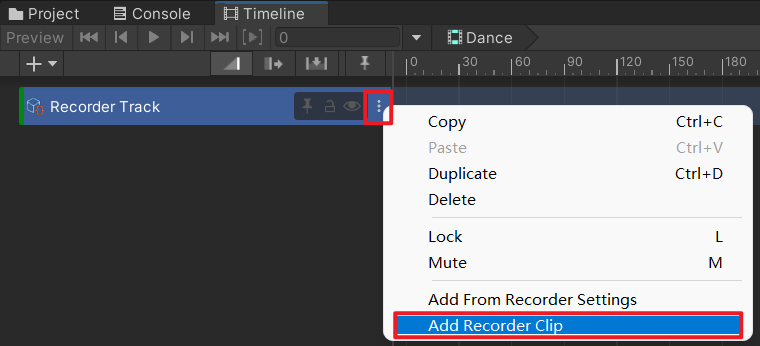 Project Console Timeline
Preview 0 Dance
0 30 60 90 120 150 180
Recorder Track
Copy Ctrl+C
Paste Ctrl+V
Duplicate Ctrl+D
Delete
Lock L
Mute M
Add From Recorder Settings
Add Recorder Clip